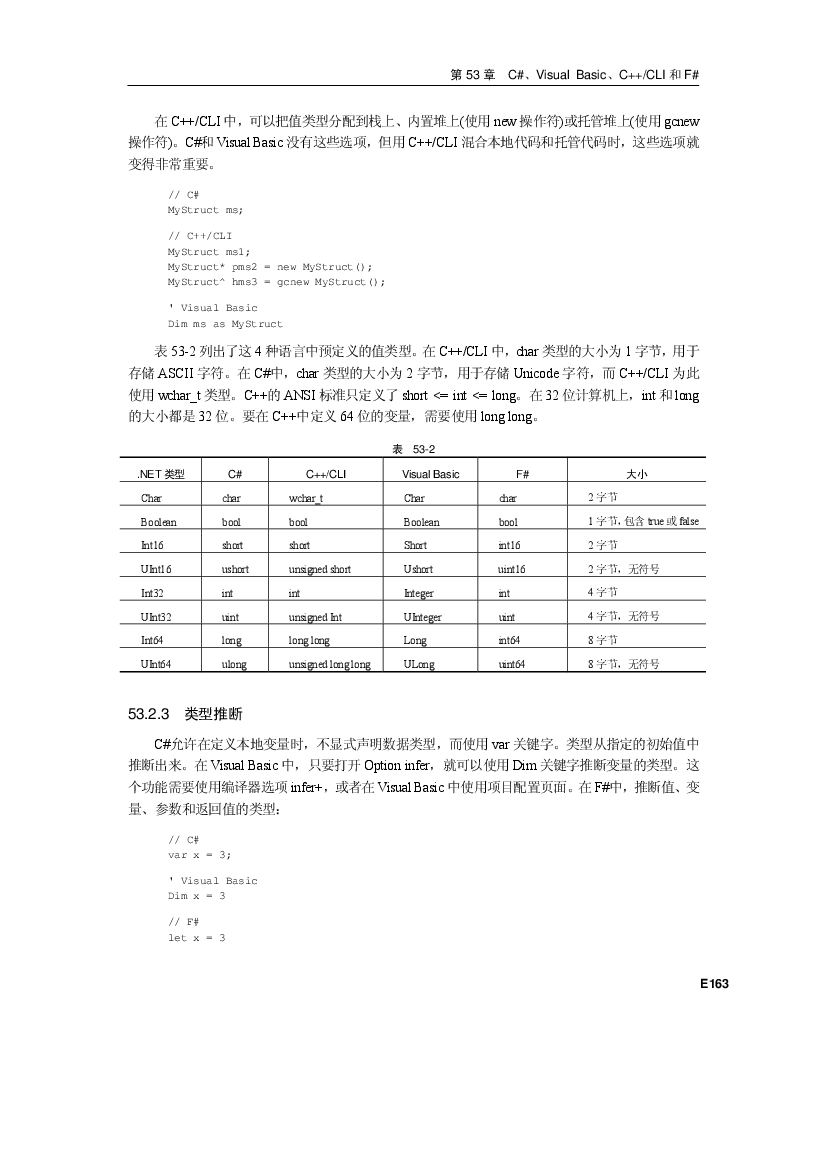 第 53 章 C#、Visual Basic、C++/CLI 和 F#
在 C++/CLI 中，可以把值类型分配到栈上、内置堆上(使用 new 操作符)或托管堆上(使用 gcnew
操作符)。C#和 Visual Basic 没有这些选项，但用 C++/CLI 混合本地代码和托管代码时，这些选项就
变得非常重要。
// C#
MyStruct ms;
// C++/CLI
MyStruct ms1;
MyStruct* pms2 = new MyStruct();
MyStruct^ hms3 = gcnew MyStruct();
' Visual Basic
Dim ms as MyStruct
表 53-2 列出了这 4 种语言中预定义的值类型。在 C++/CLI 中，char 类型的大小为 1 字节，用于
存储 ASCII 字符。在 C#中，char 类型的大小为 2 字节，用于存储 Unicode 字符，而 C++/CLI 为此
使用 wchar_t 类型。C++的 ANSI 标准只定义了 short <= int <= long。在 32 位计算机上，int 和 long
的大小都是 32 位。要在 C++中定义 64 位的变量，需要使用 long long。
表 53-2
.NET 类型 C# C++/CLI Visual Basic F# 大小
Char char wchar_t Char char 2 字节
Boolean bool bool Boolean bool 1 字节，包含 true 或 false
Int16 short short Short int16 2 字节
UInt16 ushort unsigned short Ushort uint16 2 字节，无符号
Int32 int int Integer int 4 字节
UInt32 uint unsigned Int UInteger uint 4 字节，无符号
Int64 long long long Long int64 8 字节
UInt64 ulong unsigned long long ULong uint64 8 字节，无符号
53.2.3 类型推断
C#允许在定义本地变量时，不显式声明数据类型，而使用 var 关键字。类型从指定的初始值中
推断出来。在 Visual Basic 中，只要打开 Option infer，就可以使用 Dim 关键字推断变量的类型。这
个功能需要使用编译器选项 infer+，或者在 Visual Basic 中使用项目配置页面。在 F#中，推断值、变
量、参数和返回值的类型：
// C#
var x = 3;
' Visual Basic
Dim x = 3
// F#
let x = 3
E163